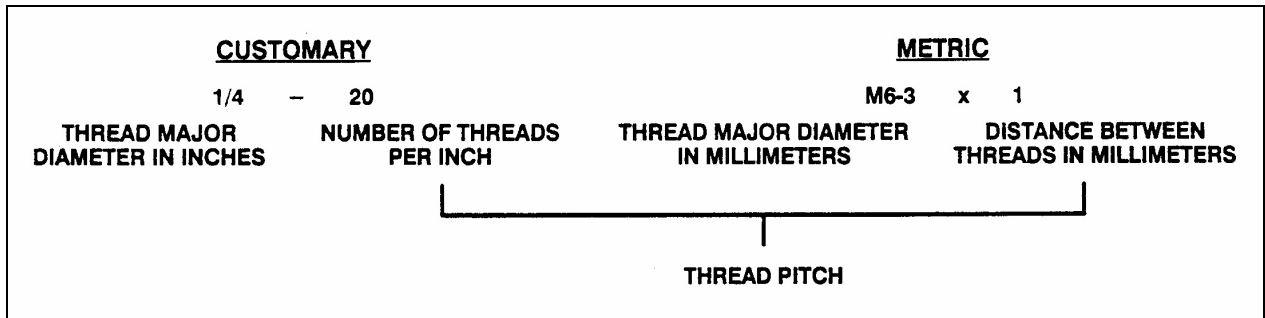 CUSTOMARY
1/4 – 20
THREAD MAJOR
DIAMETER IN INCHES
NUMBER OF THREADS
PER INCH
METRIC
M6-3 x 1
THREAD MAJOR DIAMETER
IN MILLIMETERS
DISTANCE BETWEEN
THREADS IN MILLIMETERS
THREAD PITCH